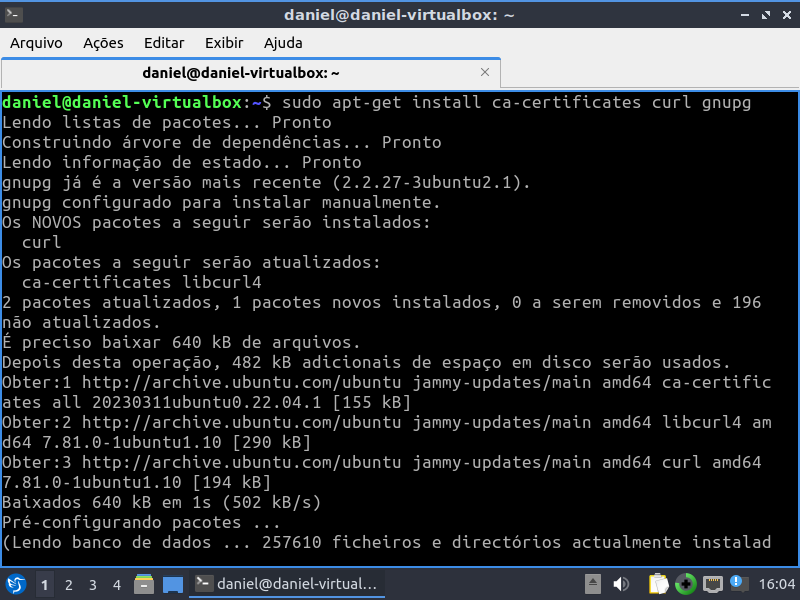 daniel@daniel-virtualbox: ~
Arquivo Ações Editar Exibir Ajuda
daniel@daniel-virtualbox: ~
daniel@daniel-virtualbox:~$ sudo apt-get install ca-certificates curl gnupg
Lendo listas de pacotes... Pronto
Construindo árvore de dependências... Pronto
Lendo informação de estado... Pronto
gnupg já é a versão mais recente (2.2.27-3ubuntu2.1).
gnupg configurado para instalar manualmente.
Os NOVOS pacotes a seguir serão instalados:
  curl
Os pacotes a seguir serão atualizados:
  ca-certificates libcurl4
2 pacotes atualizados, 1 pacotes novos instalados, 0 a serem removidos e 196
não atualizados.
É preciso baixar 640 kB de arquivos.
Depois desta operação, 482 kB adicionais de espaço em disco serão usados.
Obter:1 http://archive.ubuntu.com/ubuntu jammy-updates/main amd64 ca-certific
ates all 20230311ubuntu0.22.04.1 [155 kB]
Obter:2 http://archive.ubuntu.com/ubuntu jammy-updates/main amd64 libcurl4 am
d64 7.81.0-1ubuntu1.10 [290 kB]
Obter:3 http://archive.ubuntu.com/ubuntu jammy-updates/main amd64 curl amd64
7.81.0-1ubuntu1.10 [194 kB]
Baixados 640 kB em 1s (502 kB/s)
Pré-configurando pacotes ...
(Lendo banco de dados ... 257610 ficheiros e directórios actualmente instalad
1 2 3 4 daniel@daniel-virtual... 16:04